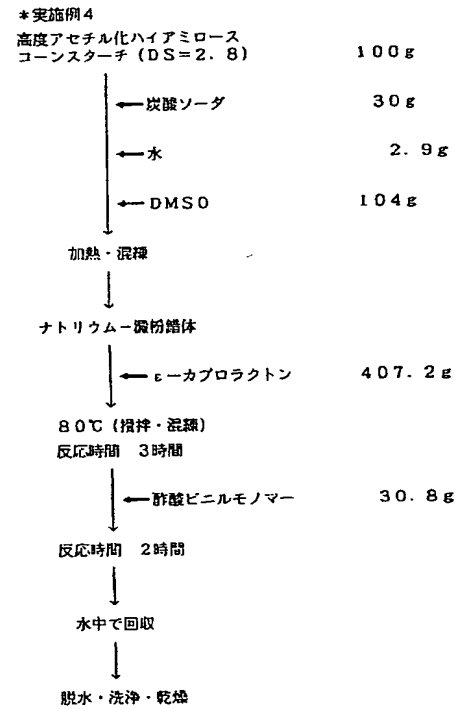 *実施例4
高度アセチル化ハイアミロース
コーンスターチ(DS=2.8) 100g
炭酸ソーダ 30g
水 2.9g
DMSO 104g
加熱・混練
ナトリウムー澱粉錯体
ε−カプロラクトン 407.2g
80℃(撹拌・混練)
反応時間 3時間
酢酸ビニルモノマー 30.8g
反応時間 2時間
水中で回収
脱水・洗浄・乾燥